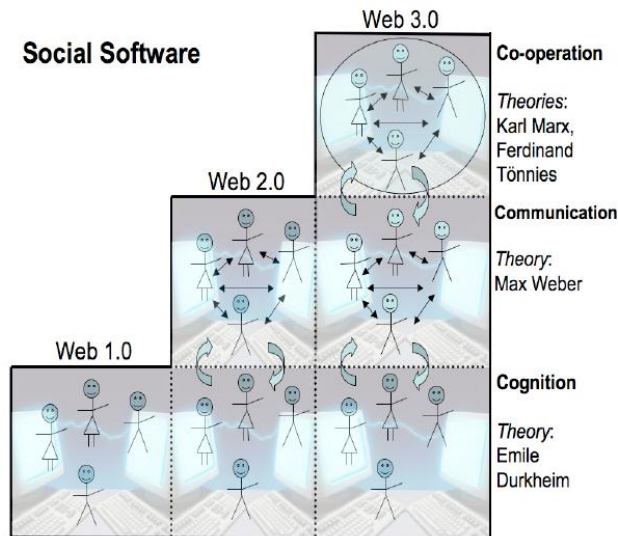 Social Software
Web 3.0
Co-operation
Theories:
Karl Marx,
Ferdinand
Tönnies
Web 2.0
Communication
Theory:
Max Weber
Web 1.0
Cognition
Theory:
Emile
Durkheim